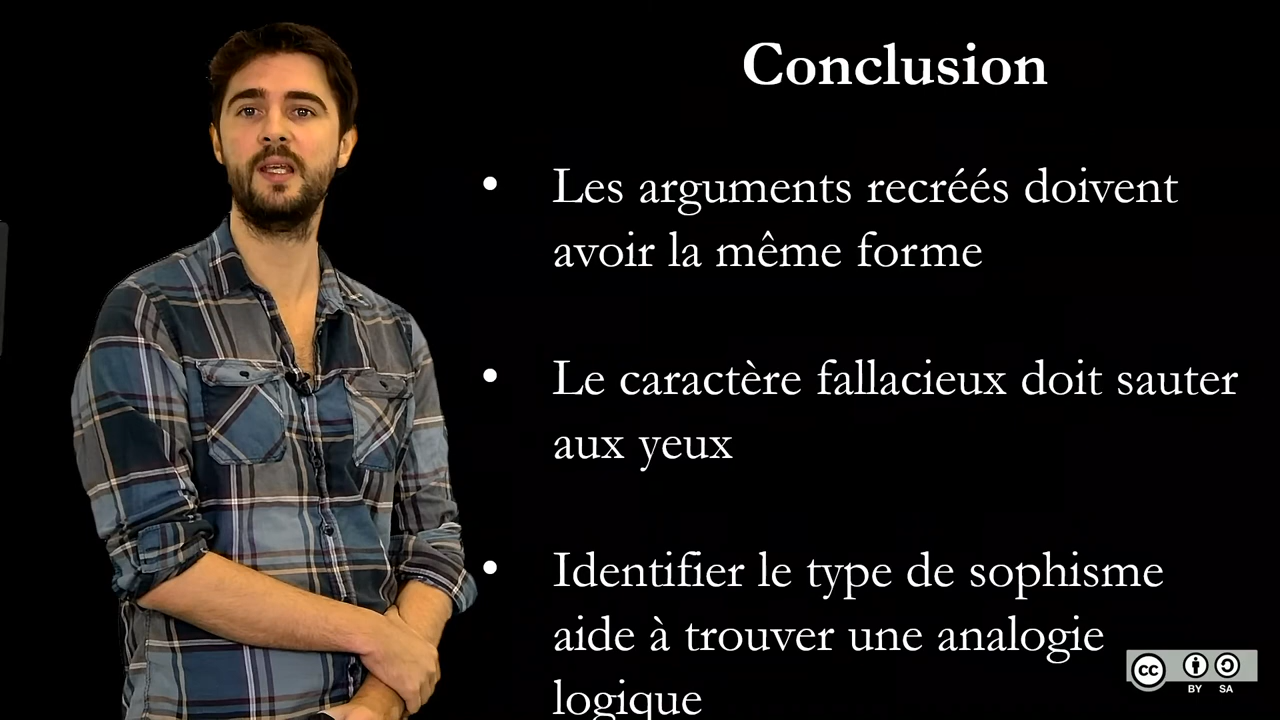 Conclusion
• Les arguments recréés doivent
avoir la même forme
• Le caractère fallacieux doit sauter
aux yeux
• Identifier le type de sophisme
aide à trouver une analogie
logique
cc
BY SA